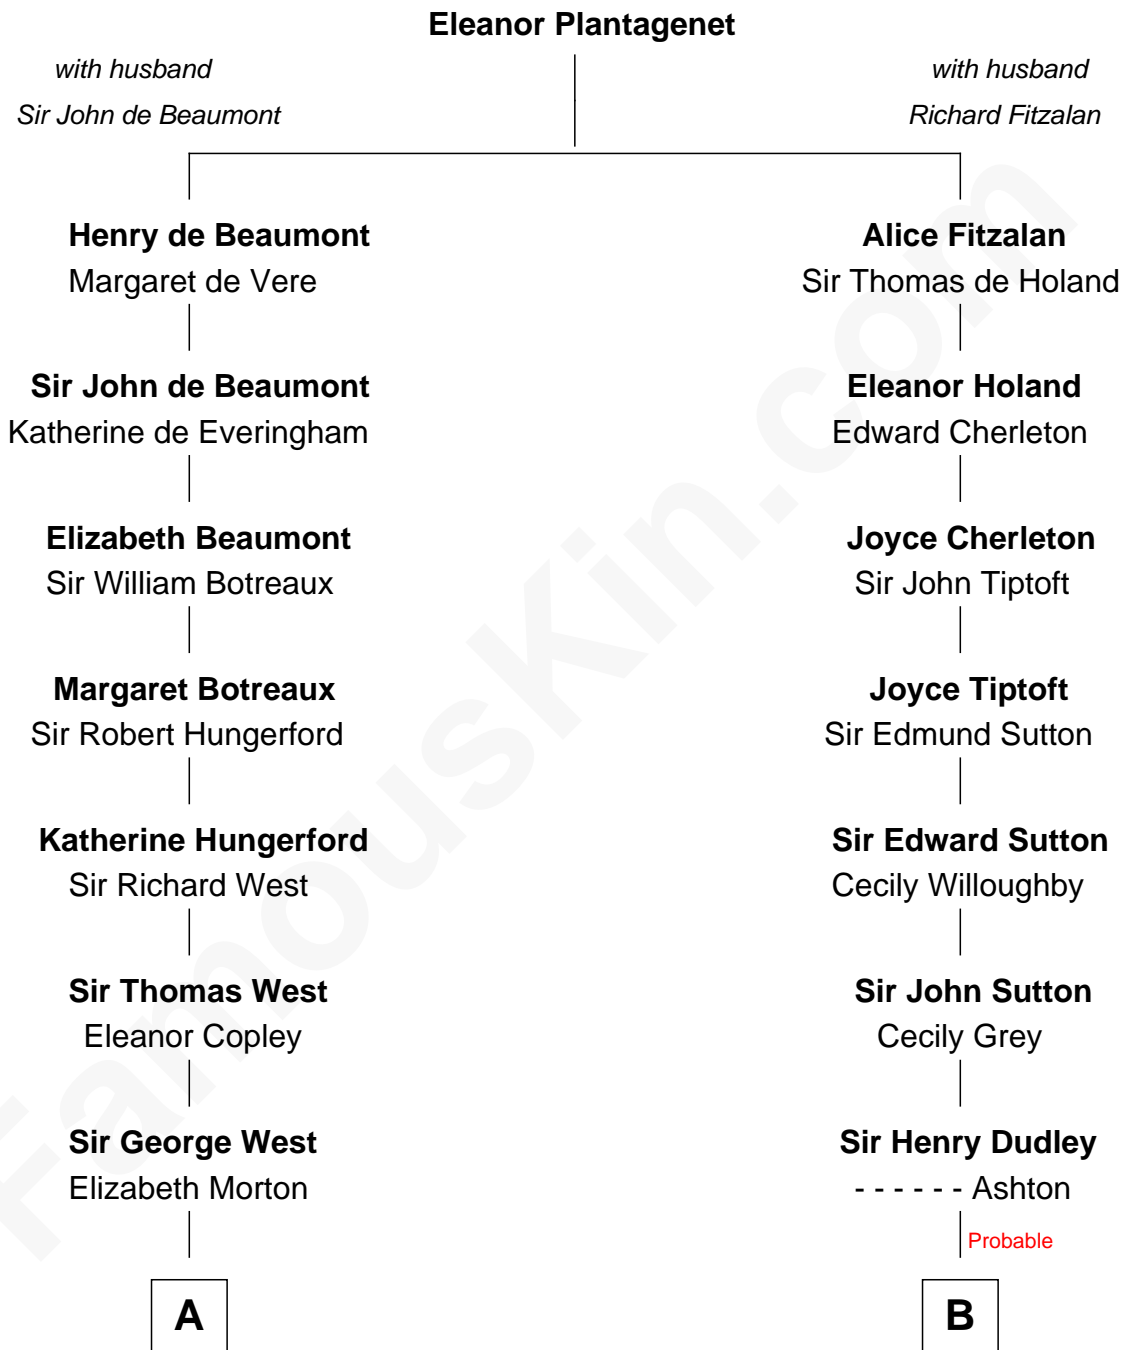 Eleanor Plantagenet
with husband
Sir John de Beaumont
with husband
Richard Fitzalan
Henry de Beaumont
Margaret de Vere
Alice Fitzalan
Sir Thomas de Holand
Sir John de Beaumont
Katherine de Everingham
Eleanor Holand
Edward Cherleton
Elizabeth Beaumont
Sir William Botreaux
Joyce Cherleton
Sir John Tiptoft
Margaret Botreaux
Sir Robert Hungerford
Joyce Tiptoft
Sir Edmund Sutton
Katherine Hungerford
Sir Richard West
Sir Edward Sutton
Cecily Willoughby
Sir Thomas West
Eleanor Copley
Sir John Sutton
Cecily Grey
Sir George West
Elizabeth Morton
Sir Henry Dudley
- - - - - - Ashton
Probable
A
B
FamousKin.com